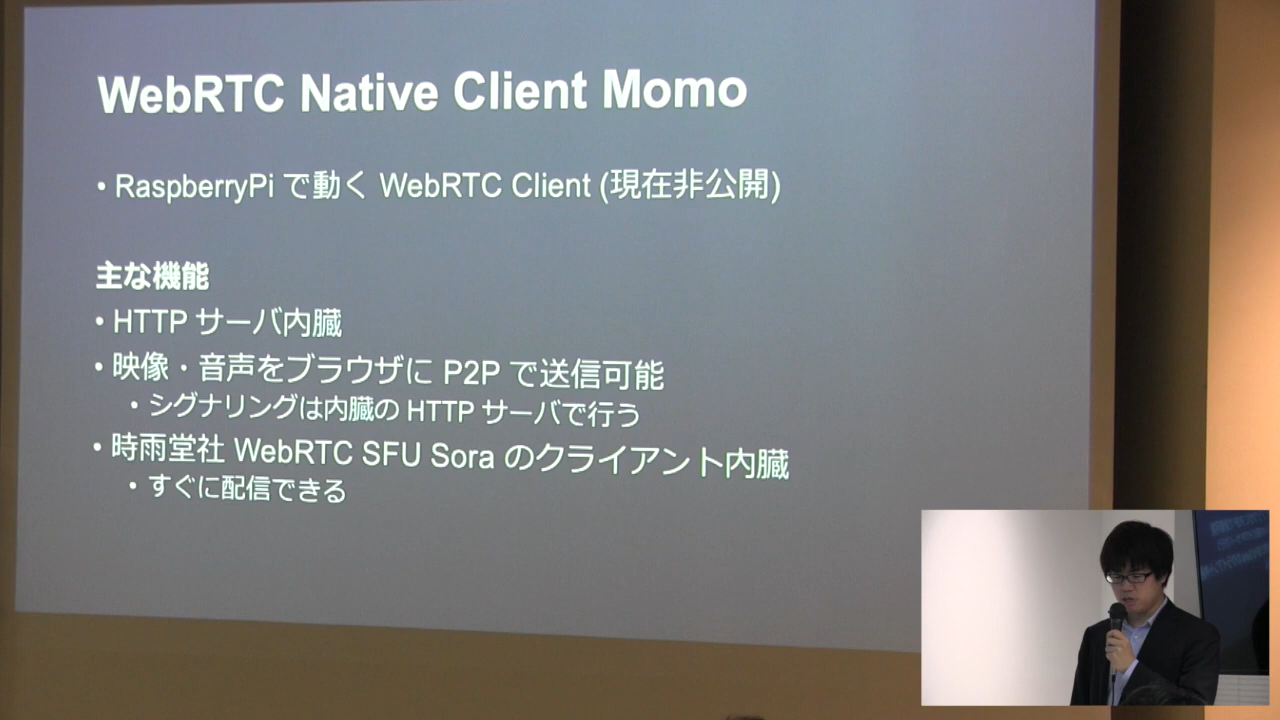 WebRTC Native Client Momo
• RaspberryPi で動く WebRTC Client (現在非公開)
主な機能
• HTTP サーバ内臓
• 映像・音声をブラウザに P2P で送信可能
• シグナリングは内臓の HTTP サーバで行う
• 時雨堂社 WebRTC SFU Sora のクライアント内臓
• すぐに配信できる